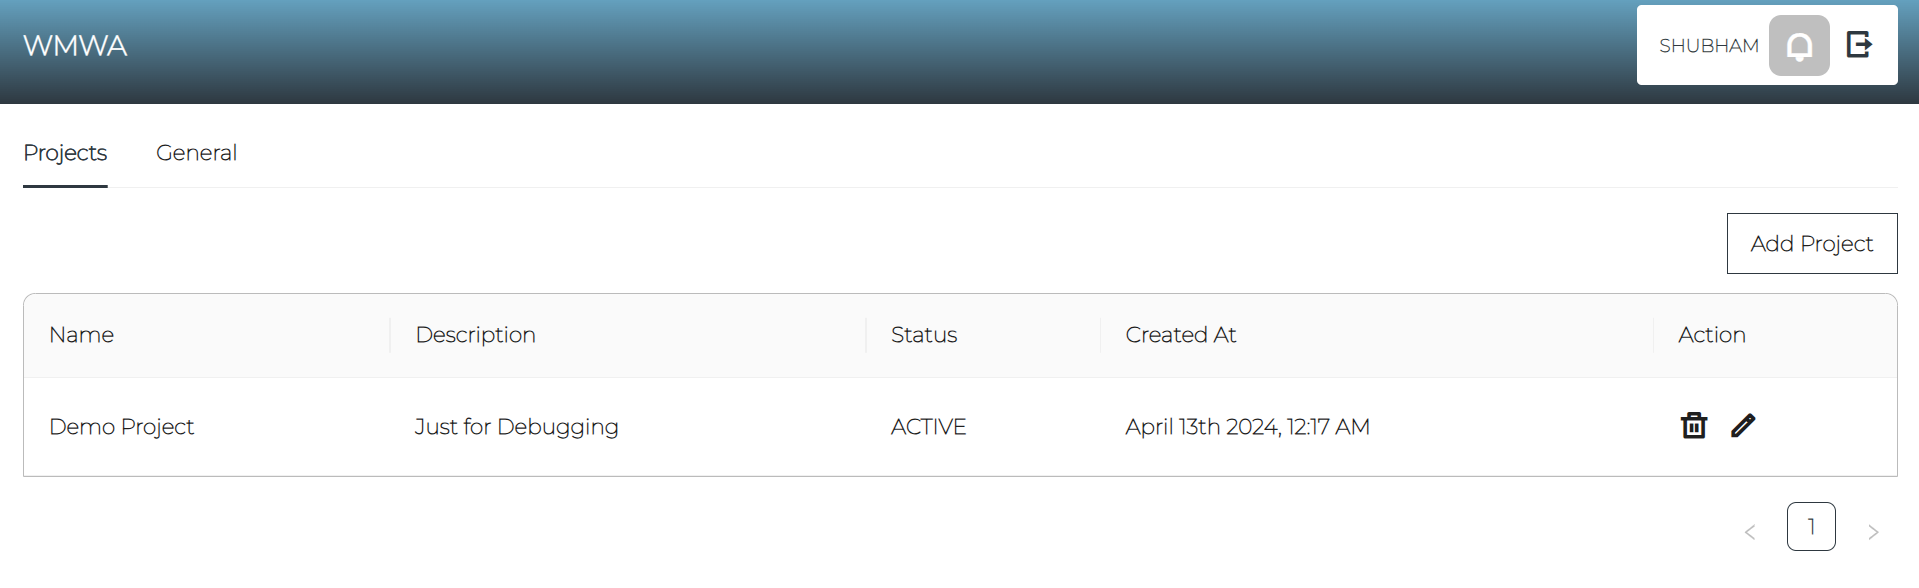 WMWA
SHUBHAM
Projects General
Add Project
Name Description Status Created At Action
Demo Project Just for Debugging ACTIVE April 13th 2024, 12:17 AM
1